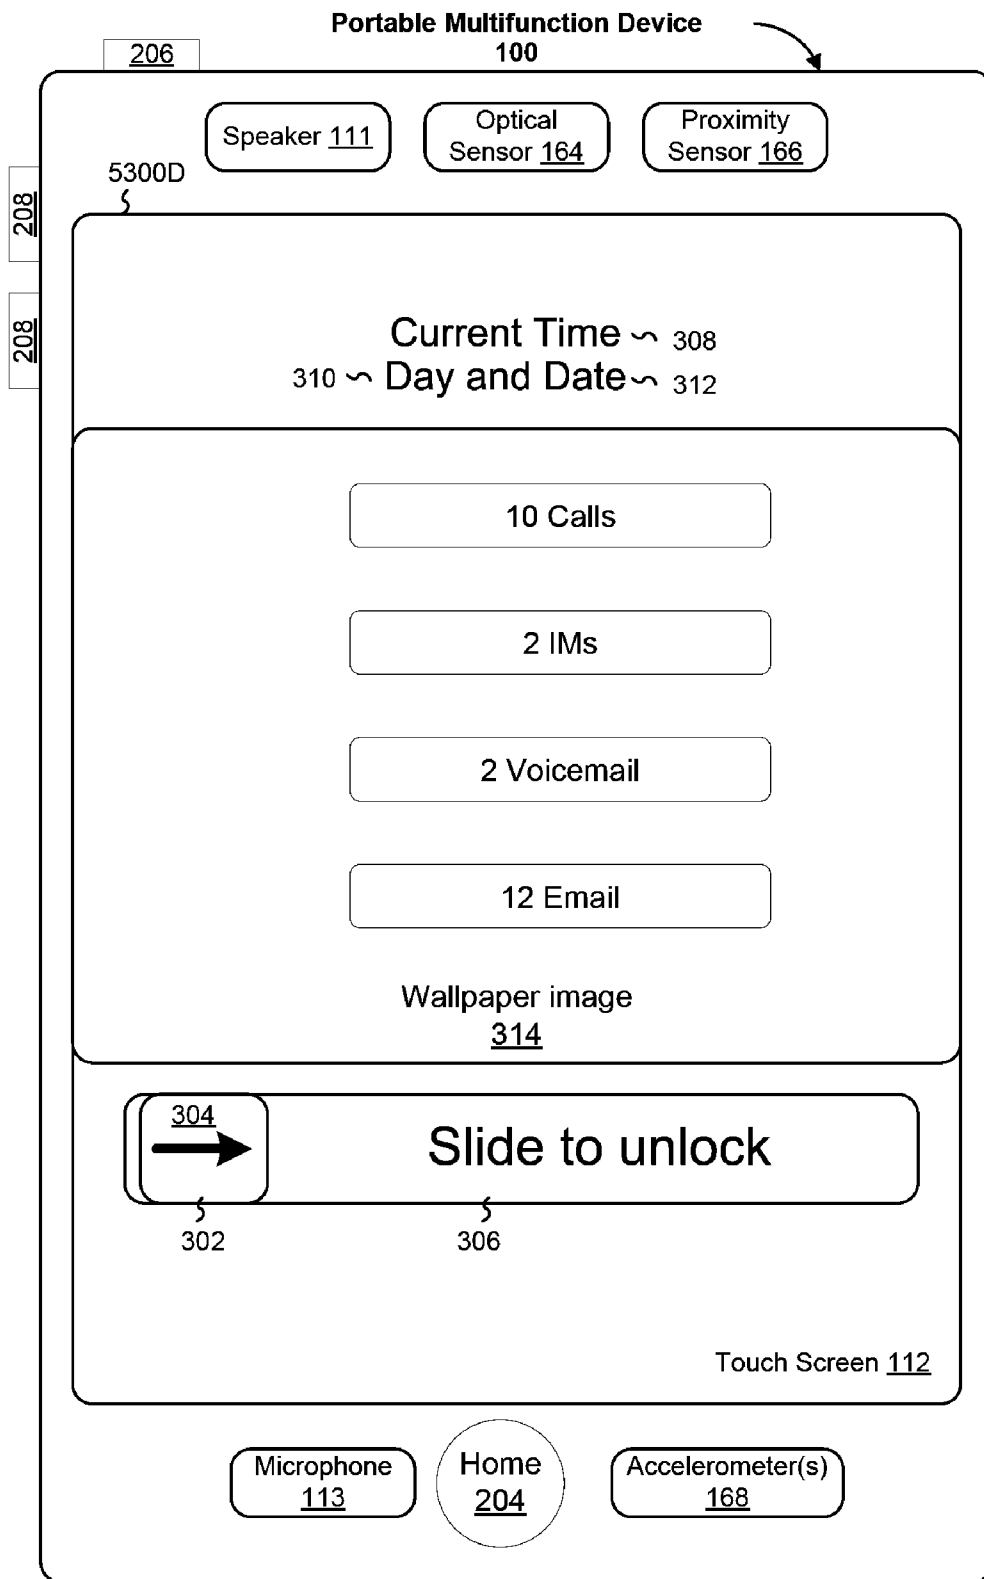 Portable Multifunction Device
100
206
Speaker 111
Optical
Sensor 164
Proximity
Sensor 166
5300D
208
208
Current Time 308
310 Day and Date 312
10 Calls
2 IMs
2 Voicemail
12 Email
Wallpaper image
314
304
Slide to unlock
302
306
Touch Screen 112
Microphone
113
Home
204
Accelerometer(s)
168